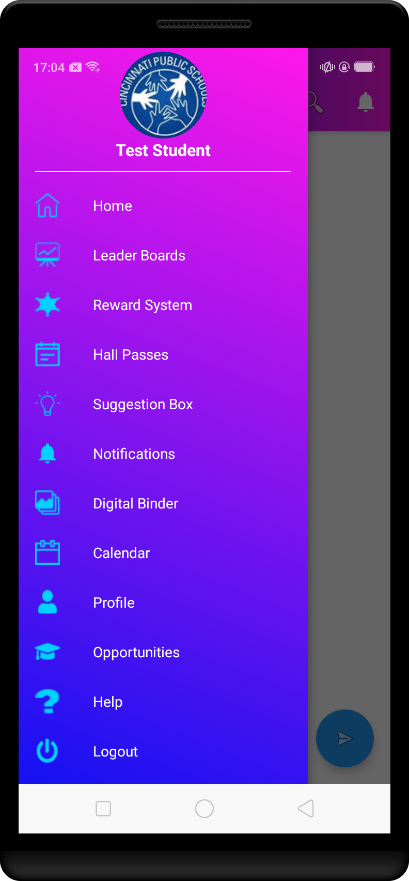 17:04
CINCINNATI PUBLIC SCHOOLS
Test Student
Home
Leader Boards
Reward System
Hall Passes
Suggestion Box
Notifications
Digital Binder
Calendar
Profile
Opportunities
Help
Logout